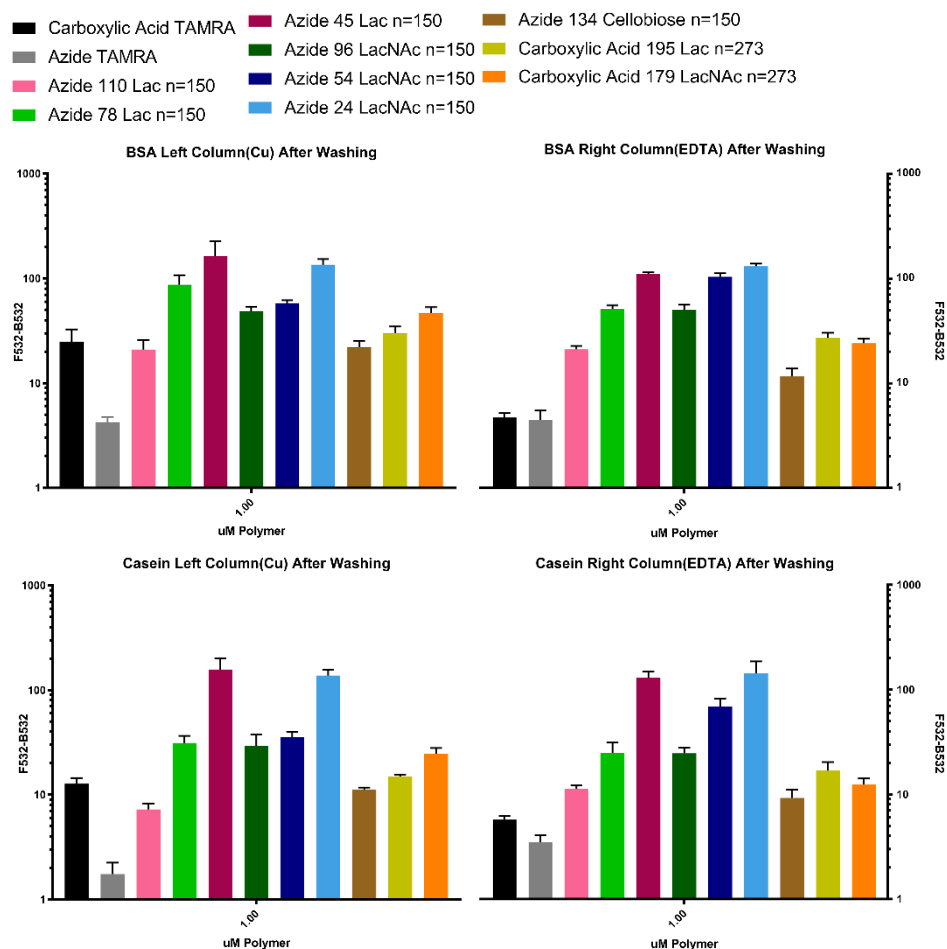 Carboxylic Acid TAMRA
Azide TAMRA
Azide 110 Lac n=150
Azide 78 Lac n=150
Azide 45 Lac n=150
Azide 96 LacNAc n=150
Azide 54 LacNAc n=150
Azide 24 LacNAc n=150
Azide 134 Cellobiose n=150
Carboxylic Acid 195 Lac n=273
Carboxylic Acid 179 LacNAc n=273
BSA Left Column(Cu) After Washing
1000
100
10
1
F532-B532
1.00
uM Polymer
BSA Right Column(EDTA) After Washing
1000
100
10
1
F532-B532
1.00
uM Polymer
Casein Left Column(Cu) After Washing
1000
100
10
1
F532-B532
1.00
uM Polymer
Casein Right Column(EDTA) After Washing
1000
100
10
1
F532-B532
1.00
uM Polymer